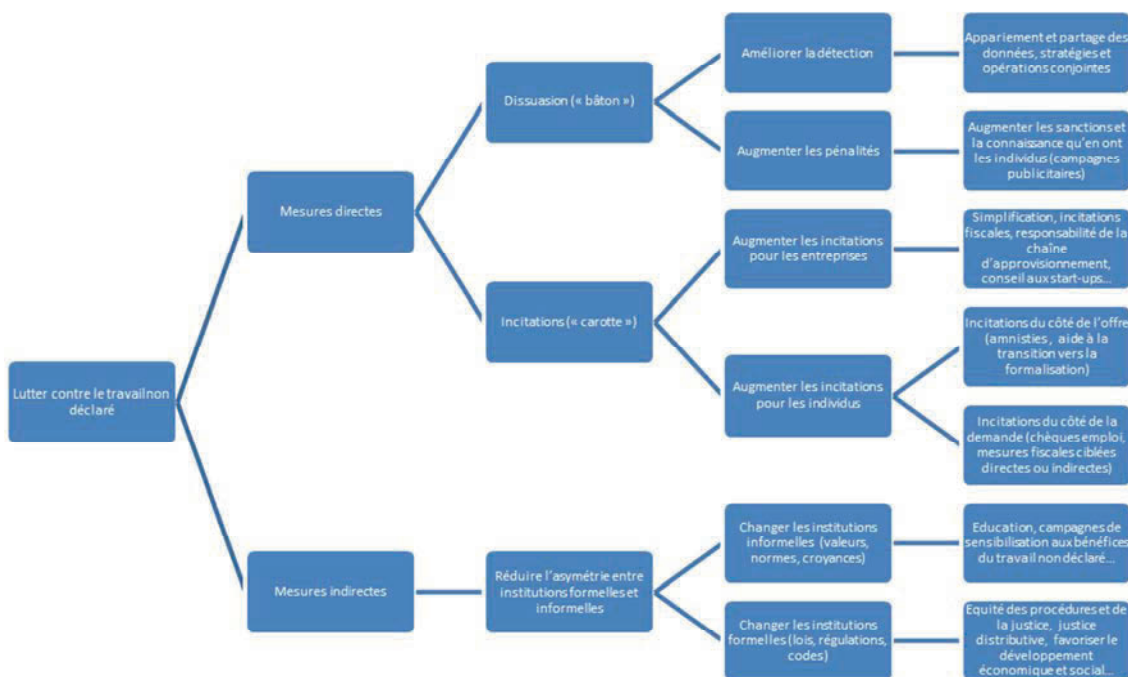 Lutter contre le travail non
déclaré
Mesures directes
Dissuasion (« bâton »)
Améliorer la détection
Appariement et partage des
données, stratégies et
opérations conjointes
Augmenter les pénalités
Augmenter les sanctions et
la connaissance qu'en ont
les individus (campagnes
publicitaires)
Incitations (« carotte »)
Augmenter les incitations
pour les entreprises
Simplification, incitations
fiscales, responsabilité de la
chaîne
d'approvisionnement,
conseil aux start-ups...
Augmenter les incitations
pour les individus
Incitations du côté de l'offre
(amnisties , aide à la
transition vers la
formalisation)
Incitations du côté de la
demande (chèques emploi,
mesures fiscales ciblées
directes ou indirectes)
Mesures indirectes
Réduire l'asymétrie entre
institutions formelles et
informelles
Changer les institutions
informelles (valeurs,
normes, croyances)
Education, campagnes de
sensibilisation aux bénéfices
du travail non déclaré...
Changer les institutions
formelles (lois, régulations,
codes)
Equité des procédures et de
la justice, justice
distributive, favoriser le
développement
économique et social...